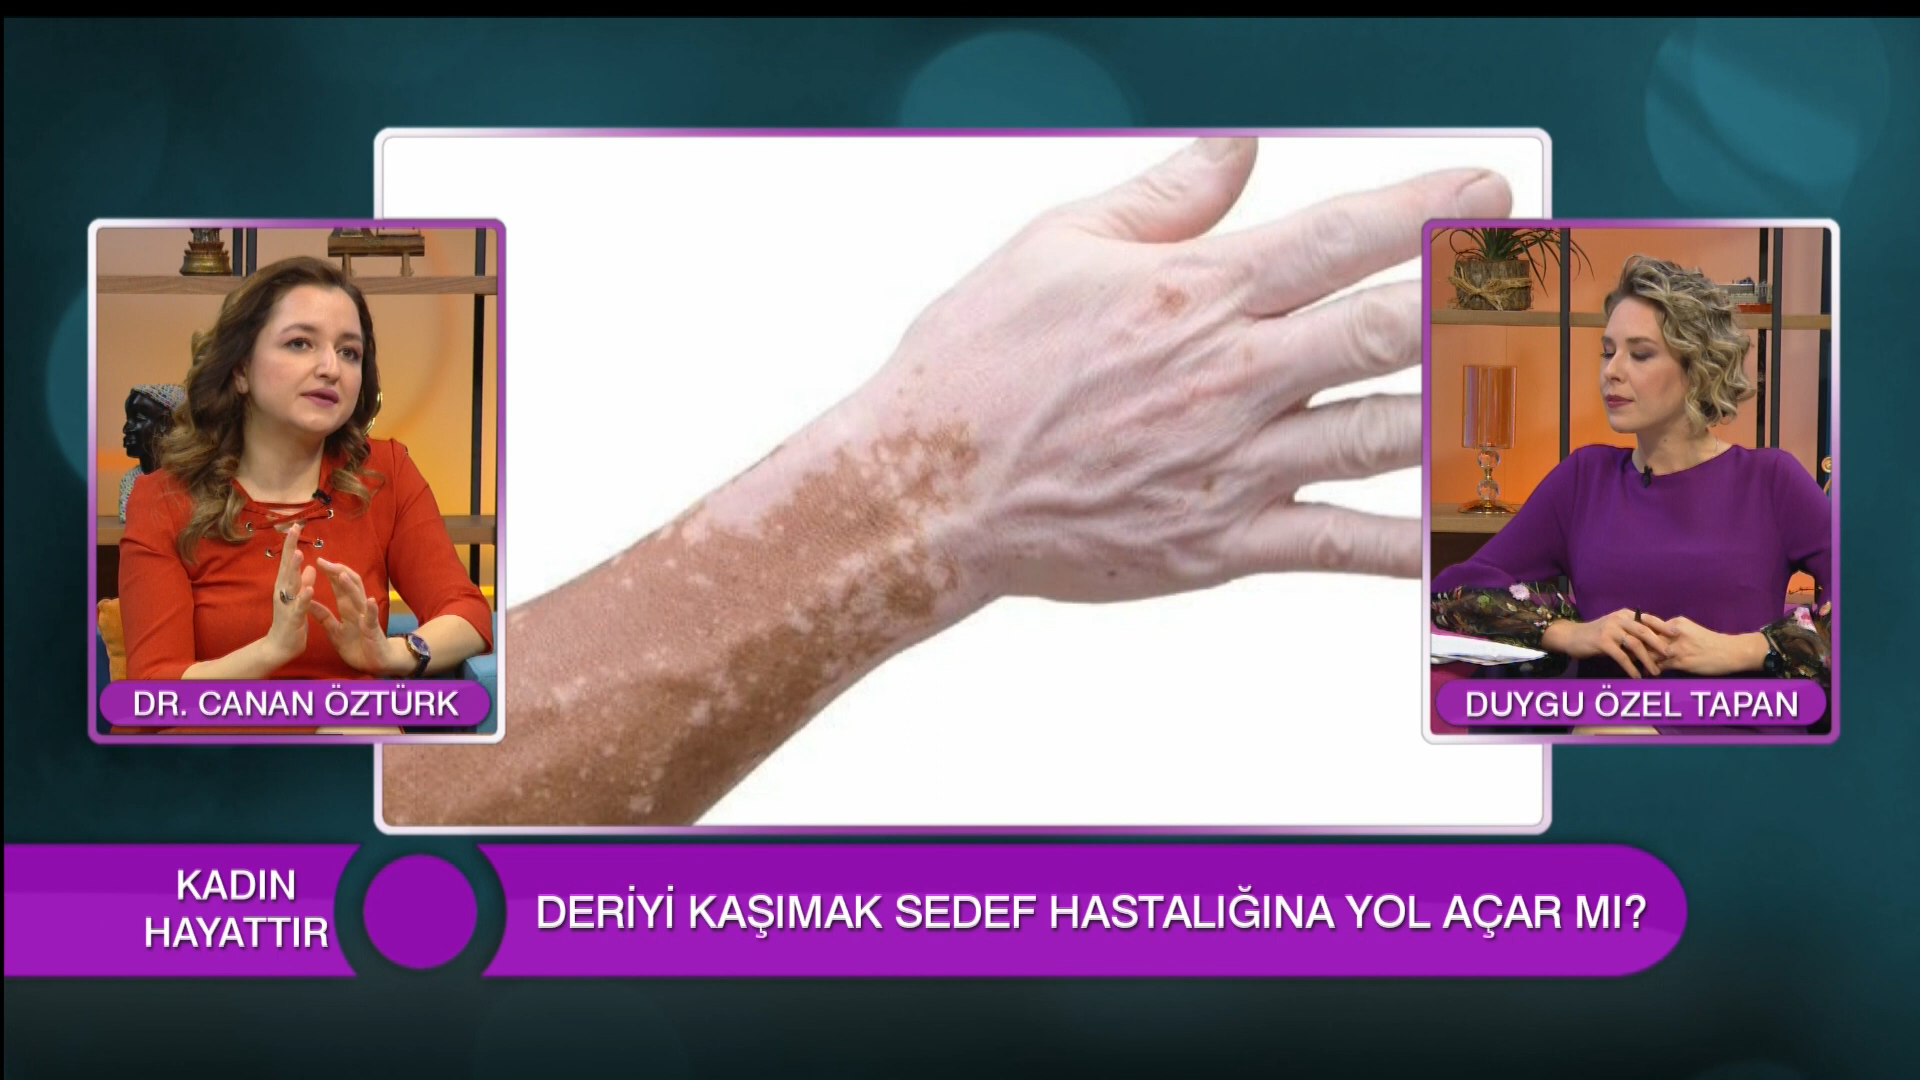 DR. CANAN ÖZTÜRK
DUYGU ÖZEL TAPAN
KADIN
HAYATTIR
DERİYİ KAŞIMAK SEDEF HASTALIĞINA YOL AÇAR MI?